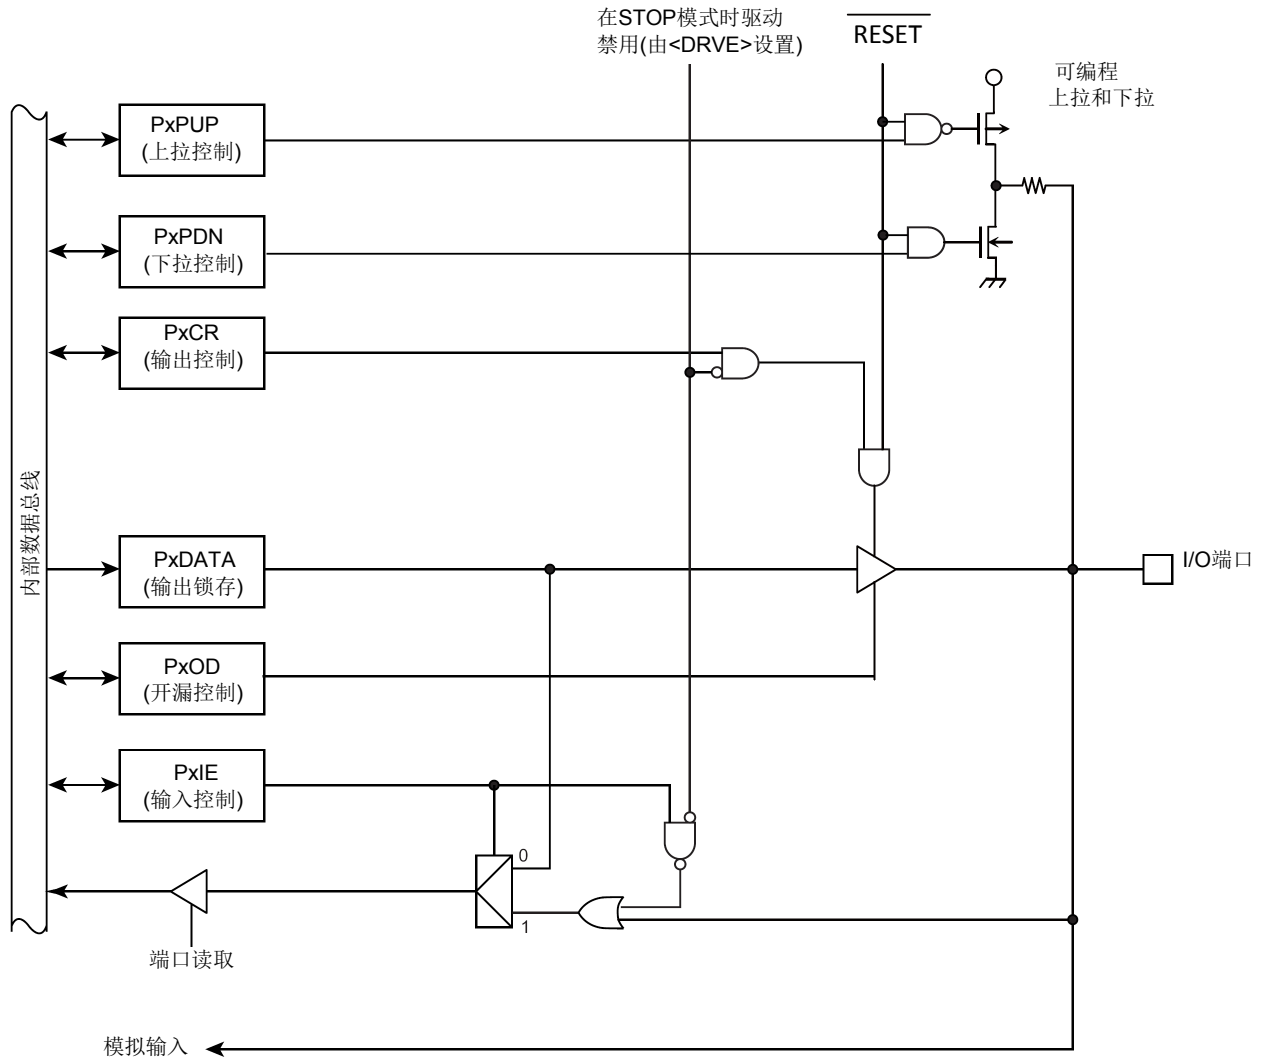 在STOP模式时驱动
禁用(由<DRVE>设置)
RESET
可编程
上拉和下拉
PxPUP
(上拉控制)
PxPDN
(下拉控制)
PxCR
(输出控制)
内部数据总线
PxDATA
(输出锁存)
I/O端口
PxOD
(开漏控制)
PxIE
(输入控制)
0
1
端口读取
模拟输入